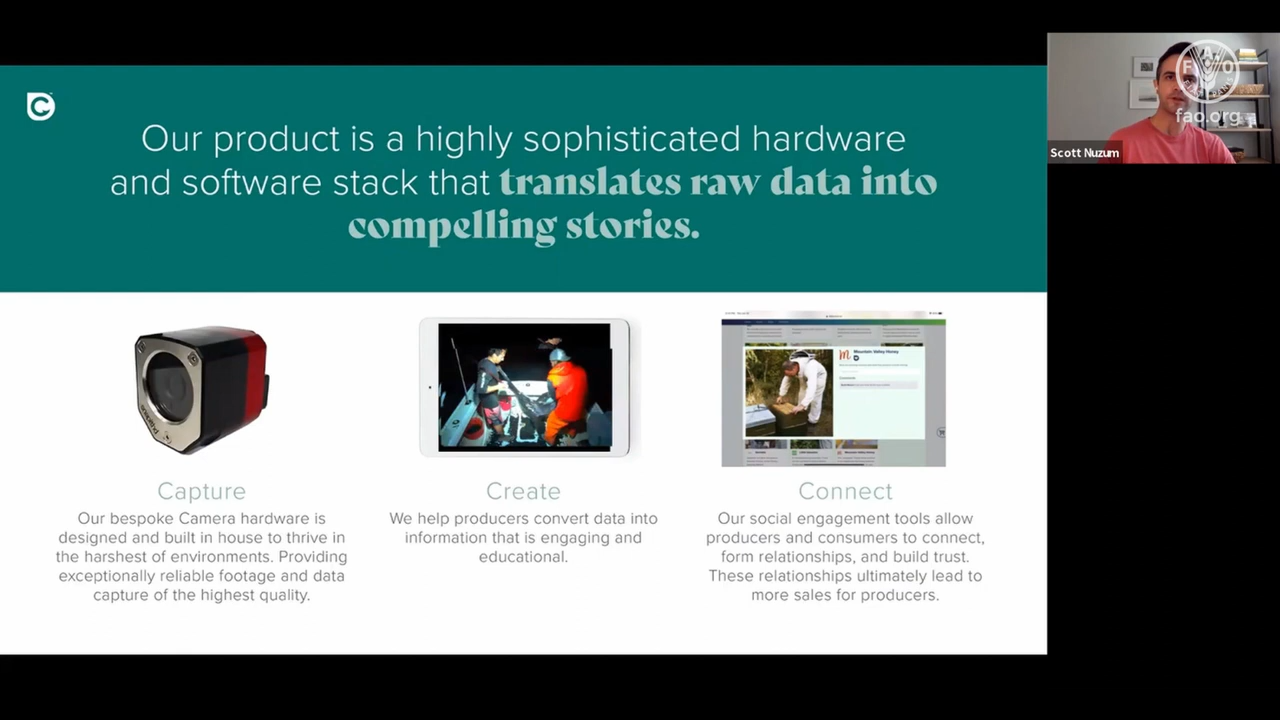 Our product is a highly sophisticated hardware
and software stack that translates raw data into
compelling stories.
F A O
fao.org
Scott Nuzum
Mountain Valley Honey
Capture
Our bespoke Camera hardware is
designed and built in house to thrive in
the harshest of environments. Providing
exceptionally reliable footage and data
capture of the highest quality.
Create
We help producers convert data into
information that is engaging and
educational.
Connect
Our social engagement tools allow
producers and consumers to connect,
form relationships, and build trust.
These relationships ultimately lead to
more sales for producers.